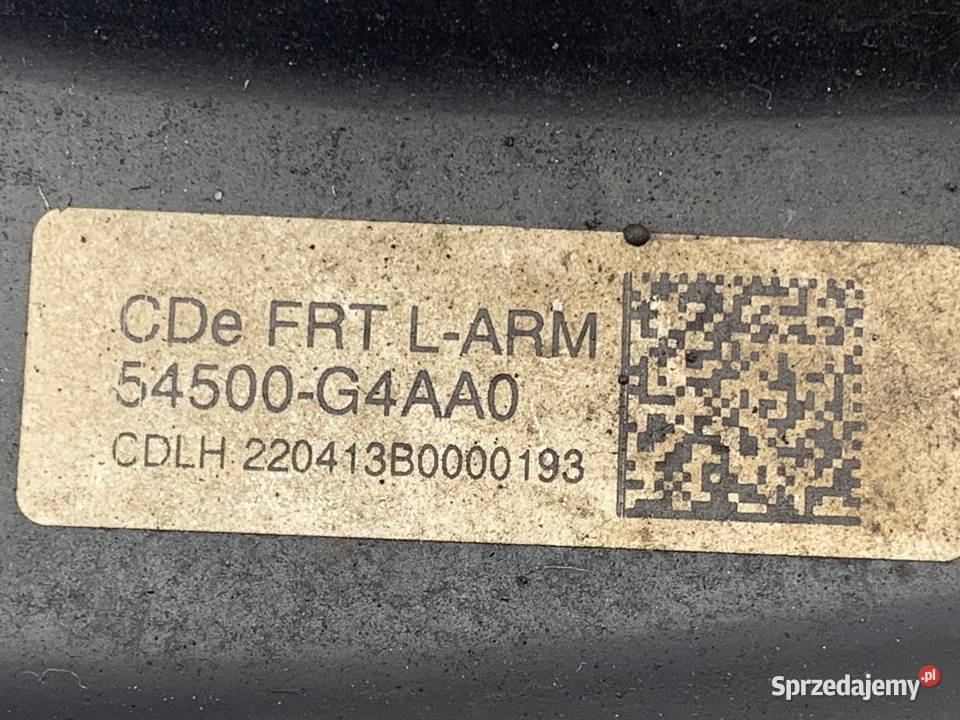 CDe FRT L-ARM
54500-G4AA0
CDLH 220413B0000193
Sprzedajemy.pl